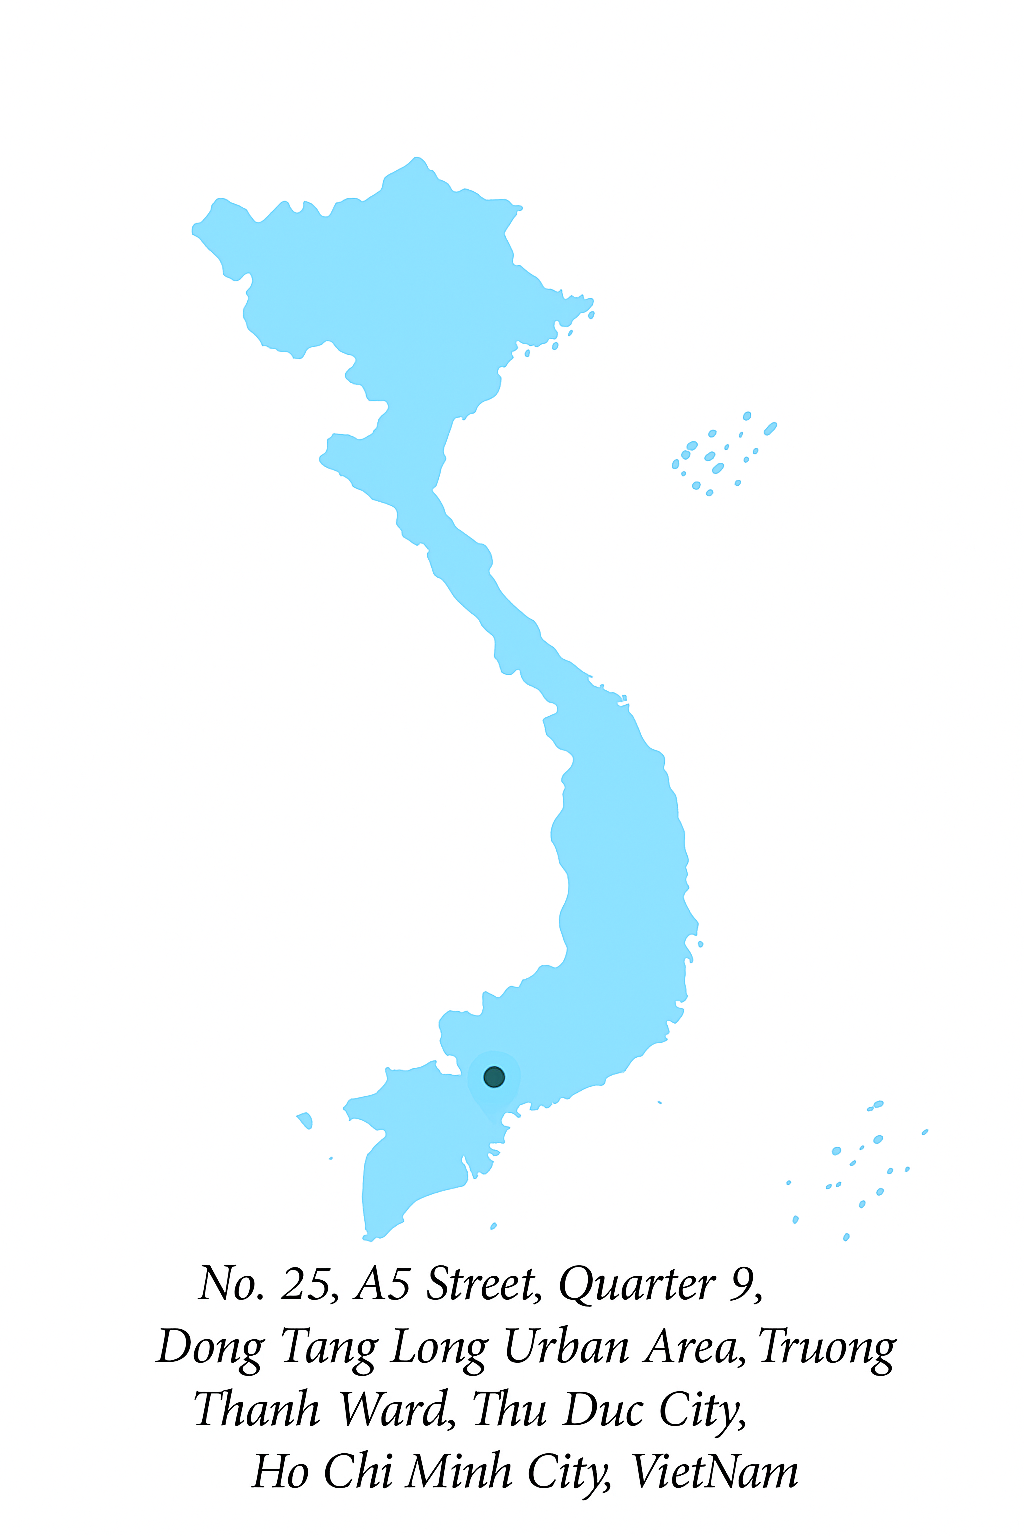 No. 25, A5 Street, Quarter 9,
Dong Tang Long Urban Area, Truong
Thanh Ward, Thu Duc City,
Ho Chi Minh City, VietNam